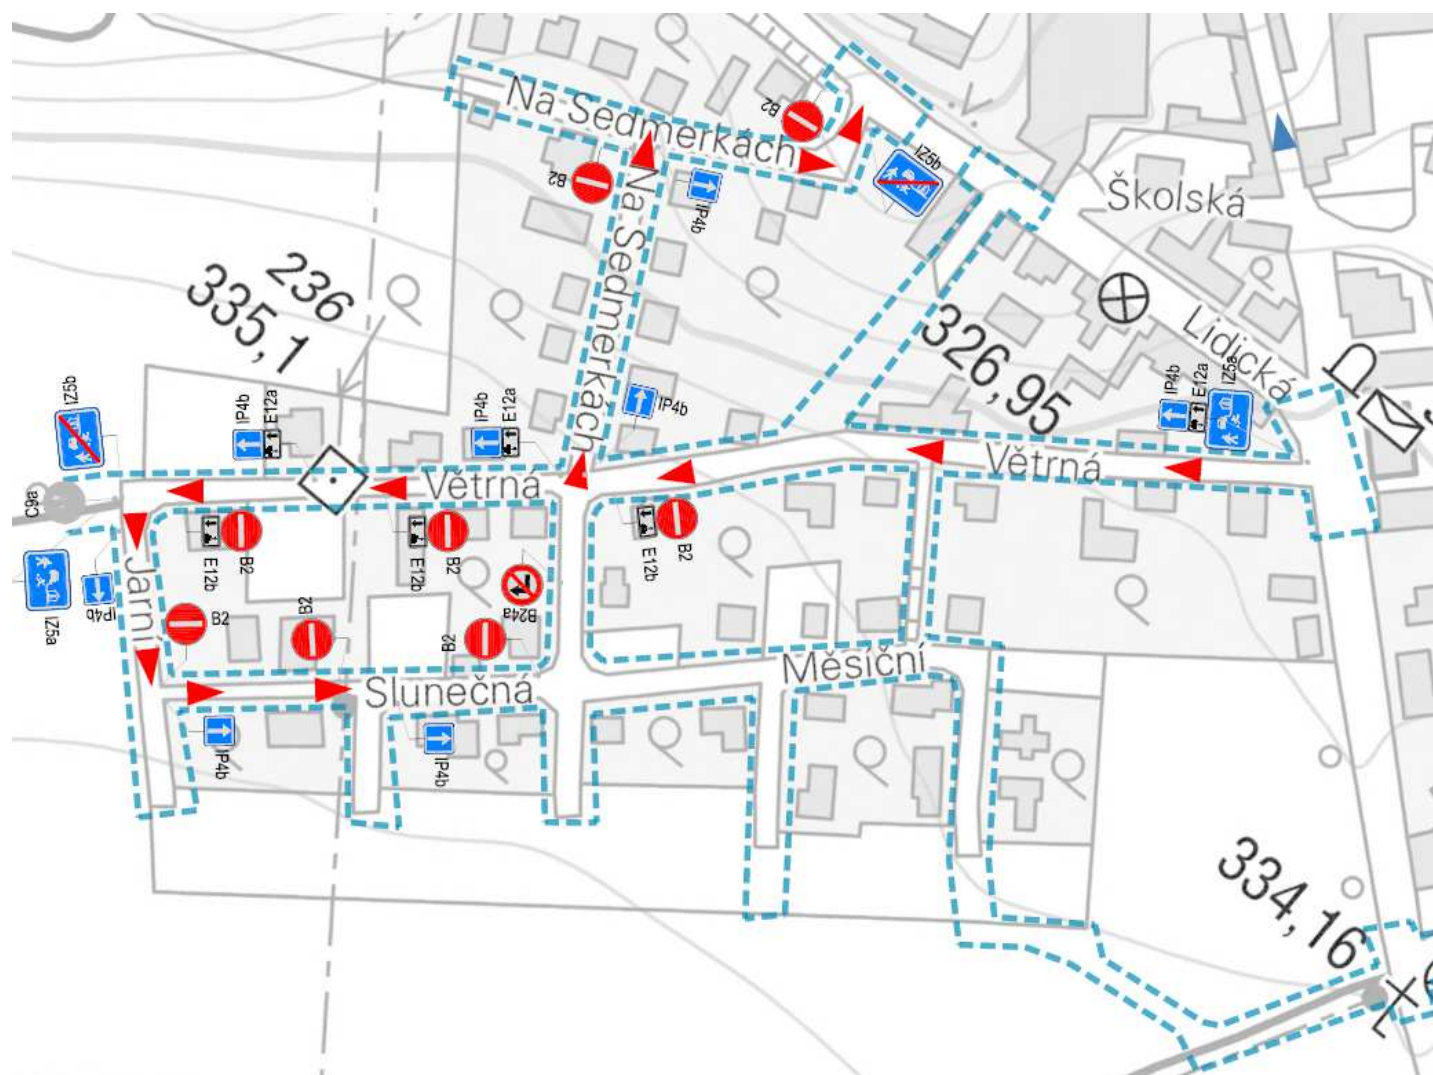 Na Sedmerkách
B2
IZ5b
B2
IP4b
Školská
Na Sedmerkách
236
335,1
326,95
Lidická
IZ5b
IP4b
E12a
IP4b
E12a
IP4b
IP4b
E12a
IZ5a
Větrná
Větrná
C9a
E12b
B2
E12b
B2
E12b
B2
IZ5a
IP4b
Jarní
B24a
B2
B2
B2
Měsíční
Slunečná
IP4b
IP4b
334,16